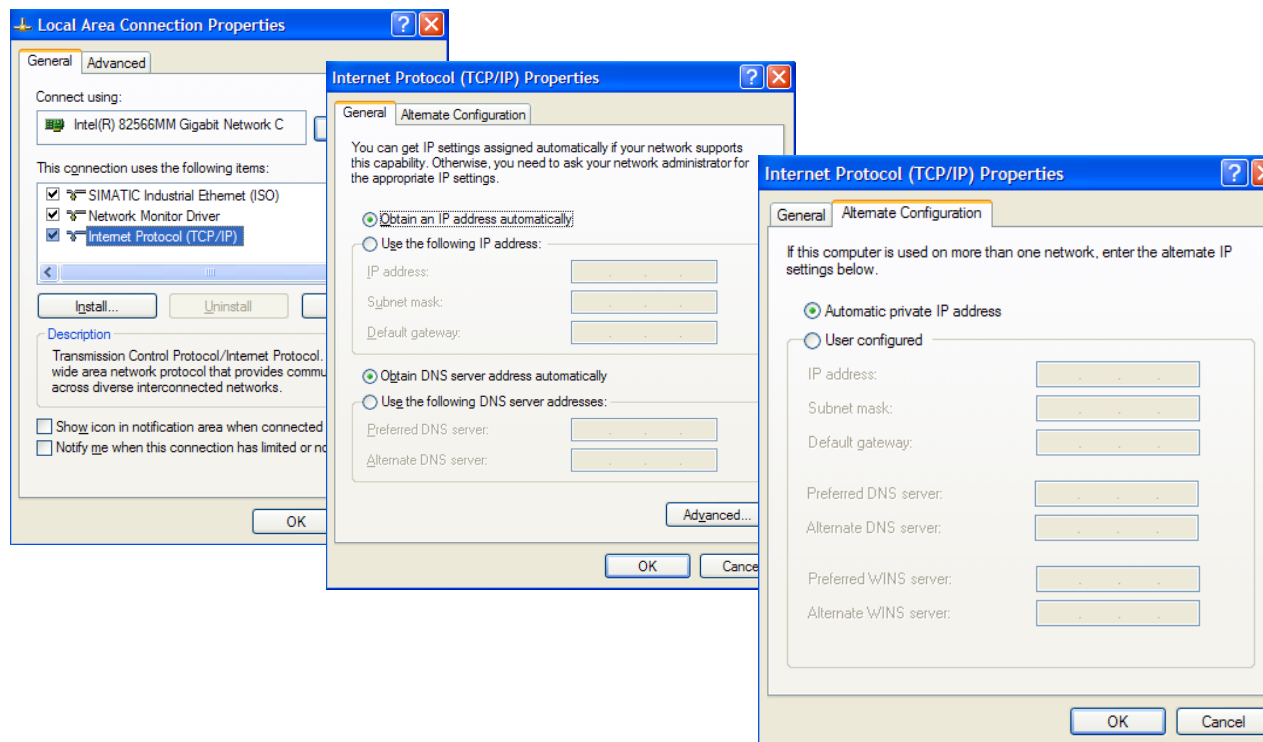 Local Area Connection Properties
General
Advanced
Connect using:
Intel(R) 82566MM Gigabit Network C
This connection uses the following items:
SIMATIC Industrial Ethernet (ISO)
Network Monitor Driver
Internet Protocol (TCP/IP)
Install...
Uninstall
Description
Transmission Control Protocol/Internet Protocol.
wide area network protocol that provides commu
across diverse interconnected networks.
Show icon in notification area when connected
Notify me when this connection has limited or no
OK
Internet Protocol (TCP/IP) Properties
General
Alternate Configuration
You can get IP settings assigned automatically if your network supports
this capability. Otherwise, you need to ask your network administrator for
the appropriate IP settings.
Obtain an IP address automatically
Use the following IP address:
IP address:
Subnet mask:
Default gateway:
Obtain DNS server address automatically
Use the following DNS server addresses:
Preferred DNS server:
Alternate DNS server:
Advanced...
OK
Cance
Internet Protocol (TCP/IP) Properties
General
Alternate Configuration
If this computer is used on more than one network, enter the alternate IP
settings below.
Automatic private IP address
User configured
IP address:
Subnet mask:
Default gateway:
Preferred DNS server:
Alternate DNS server:
Preferred WINS server:
Alternate WINS server:
OK
Cancel